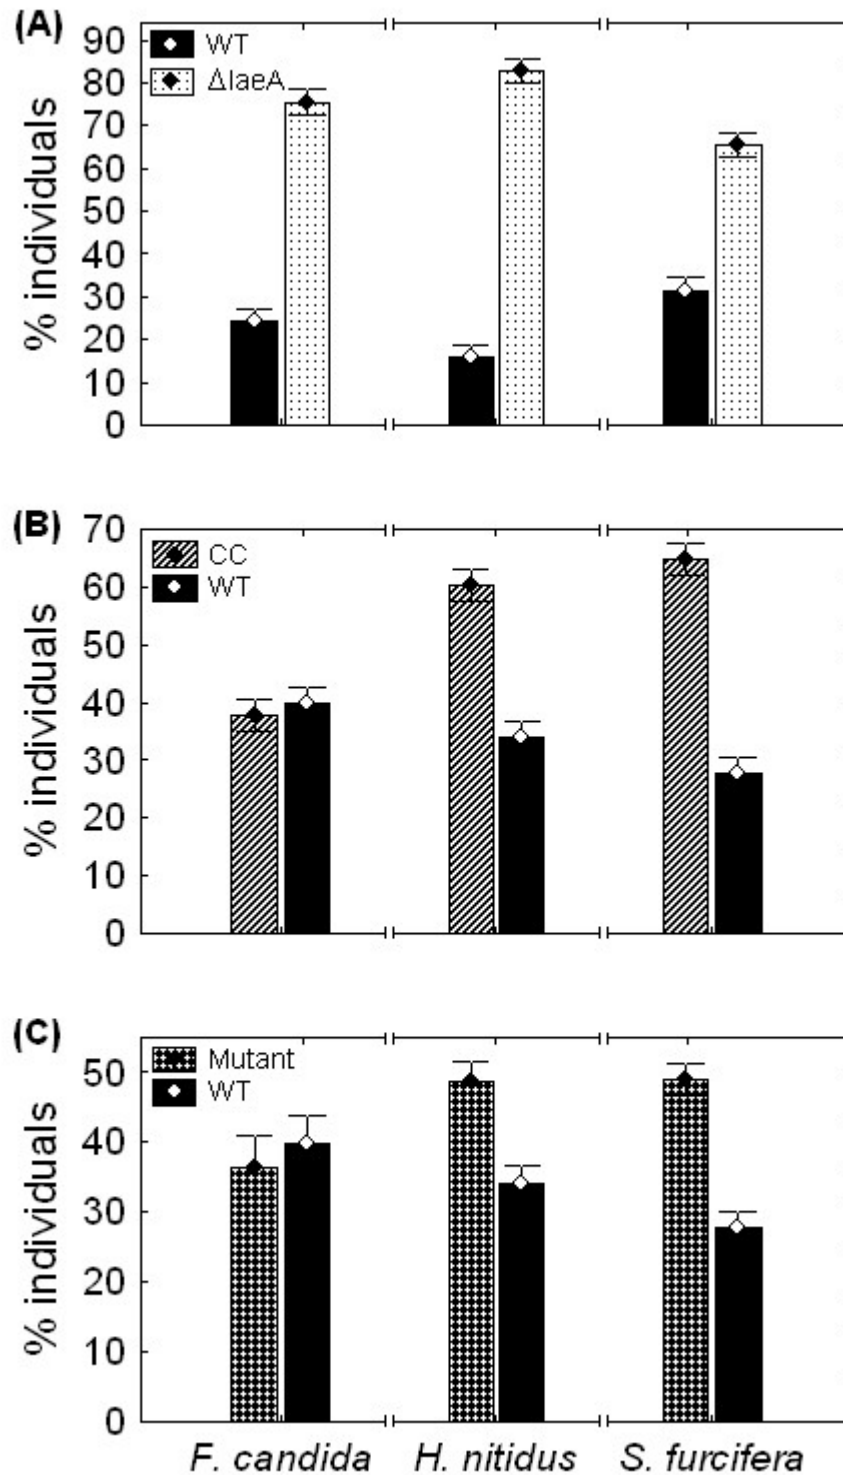 (A)
WT
ΔlaeA
% individuals
90
80
70
60
50
40
30
20
10
0
(B)
CC
WT
% individuals
70
60
50
40
30
20
10
0
(C)
Mutant
WT
% individuals
50
40
30
20
10
0
F. candida H. nitidus S. furcifera